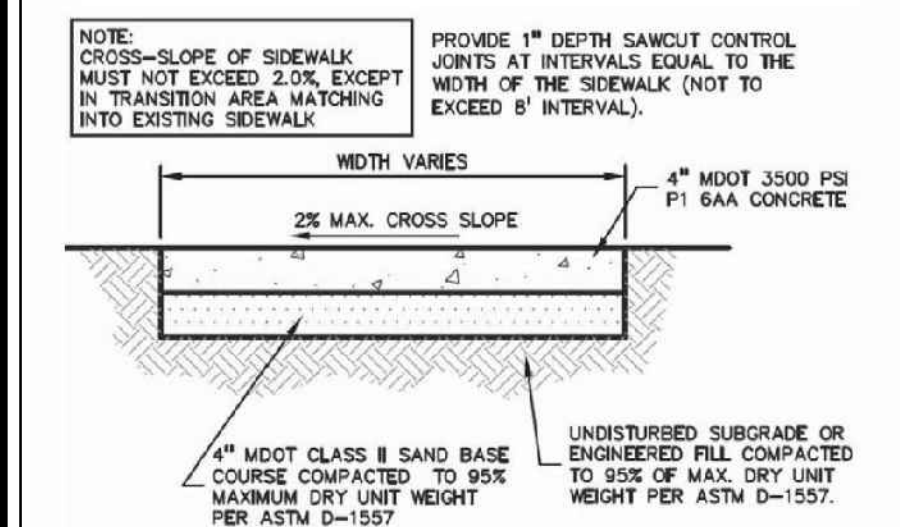 NOTE:
CROSS-SLOPE OF SIDEWALK
MUST NOT EXCEED 2.0%, EXCEPT
IN TRANSITION AREA MATCHING
INTO EXISTING SIDEWALK
PROVIDE 1" DEPTH SAWCUT CONTROL
JOINTS AT INTERVALS EQUAL TO THE
WIDTH OF THE SIDEWALK (NOT TO
EXCEED 8' INTERVAL).
WIDTH VARIES
4" MDOT 3500 PSI
P1 6AA CONCRETE
2% MAX. CROSS SLOPE
4" MDOT CLASS II SAND BASE
COURSE COMPACTED TO 95%
MAXIMUM DRY UNIT WEIGHT
PER ASTM D-1557
UNDISTURBED SUBGRADE OR
ENGINEERED FILL COMPACTED
TO 95% OF MAX. DRY UNIT
WEIGHT PER ASTM D-1557.